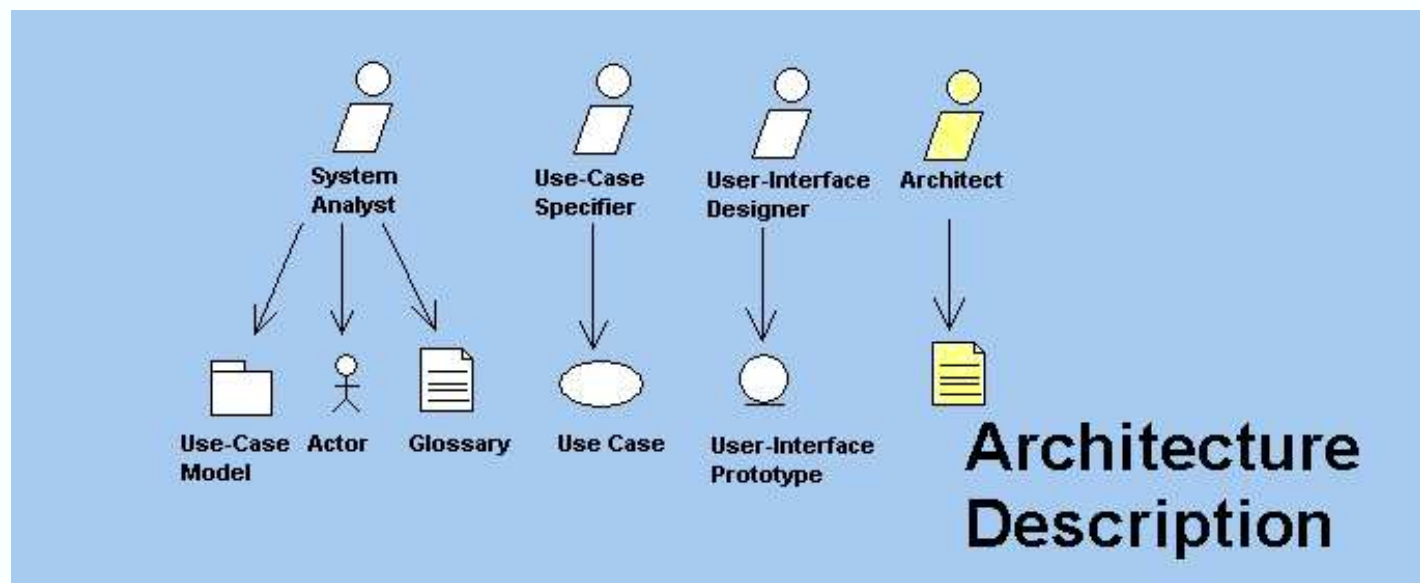 System
Analyst
Use-Case
Specifier
User-Interface
Designer
Architect
Use-Case
Model
Actor
Glossary
Use Case
User-Interface
Prototype
Architecture
Description